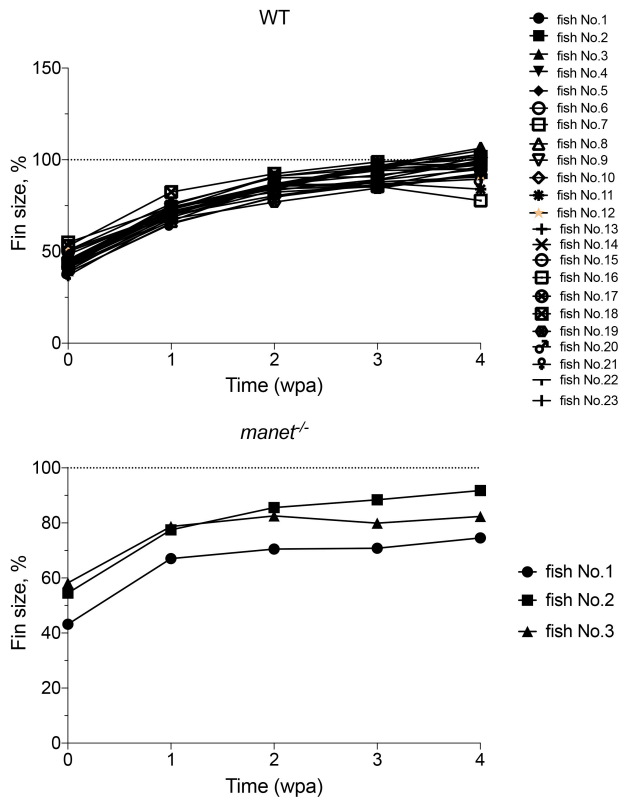 WT
Fin size, %
150
100
50
0
0 1 2 3 4
Time (wpa)
fish No.1
fish No.2
fish No.3
fish No.4
fish No.5
fish No.6
fish No.7
fish No.8
fish No.9
fish No.10
fish No.11
fish No.12
fish No.13
fish No.14
fish No.15
fish No.16
fish No.17
fish No.18
fish No.19
fish No.20
fish No.21
fish No.22
fish No.23
manet-/-
Fin size, %
100
80
60
40
20
0
0 1 2 3 4
Time (wpa)
fish No.1
fish No.2
fish No.3